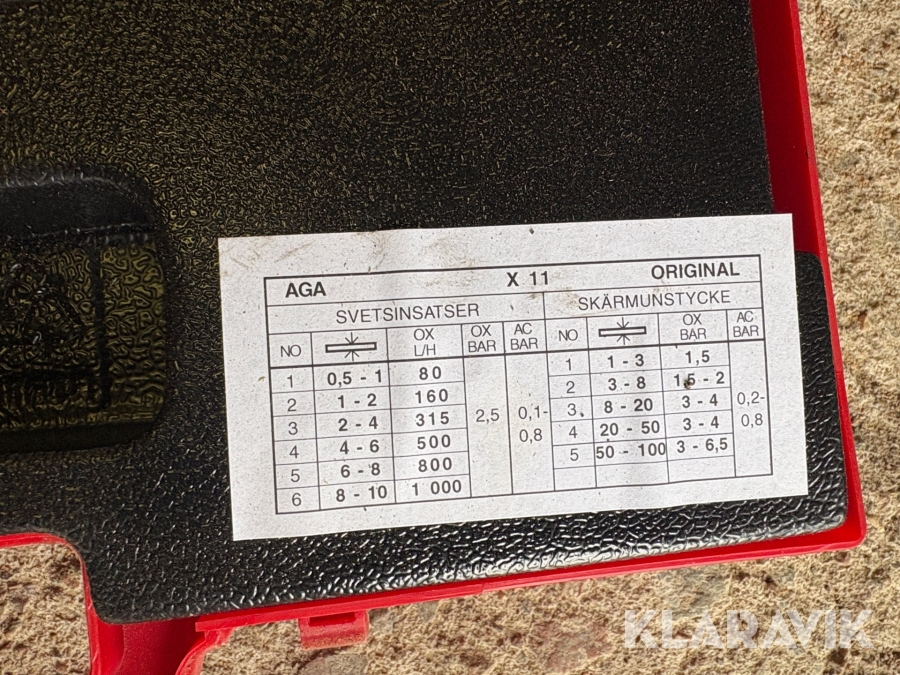 AGA X 11 ORIGINAL
SVETSINSATSER SKÄRMUNSTYCKE
NO OX L/H OX BAR AC BAR NO OX BAR AC BAR
1 0,5 - 1 80 2,5 0,1-0,8 1 1 - 3 1,5 0,2-0,8
2 1 - 2 160 2 3 - 8 1,5 - 2
3 2 - 4 315 3 8 - 20 3 - 4
4 4 - 6 500 4 20 - 50 3 - 4
5 6 - 8 800 5 50 - 100 3 - 6,5
6 8 - 10 1 000
KLARAVIK